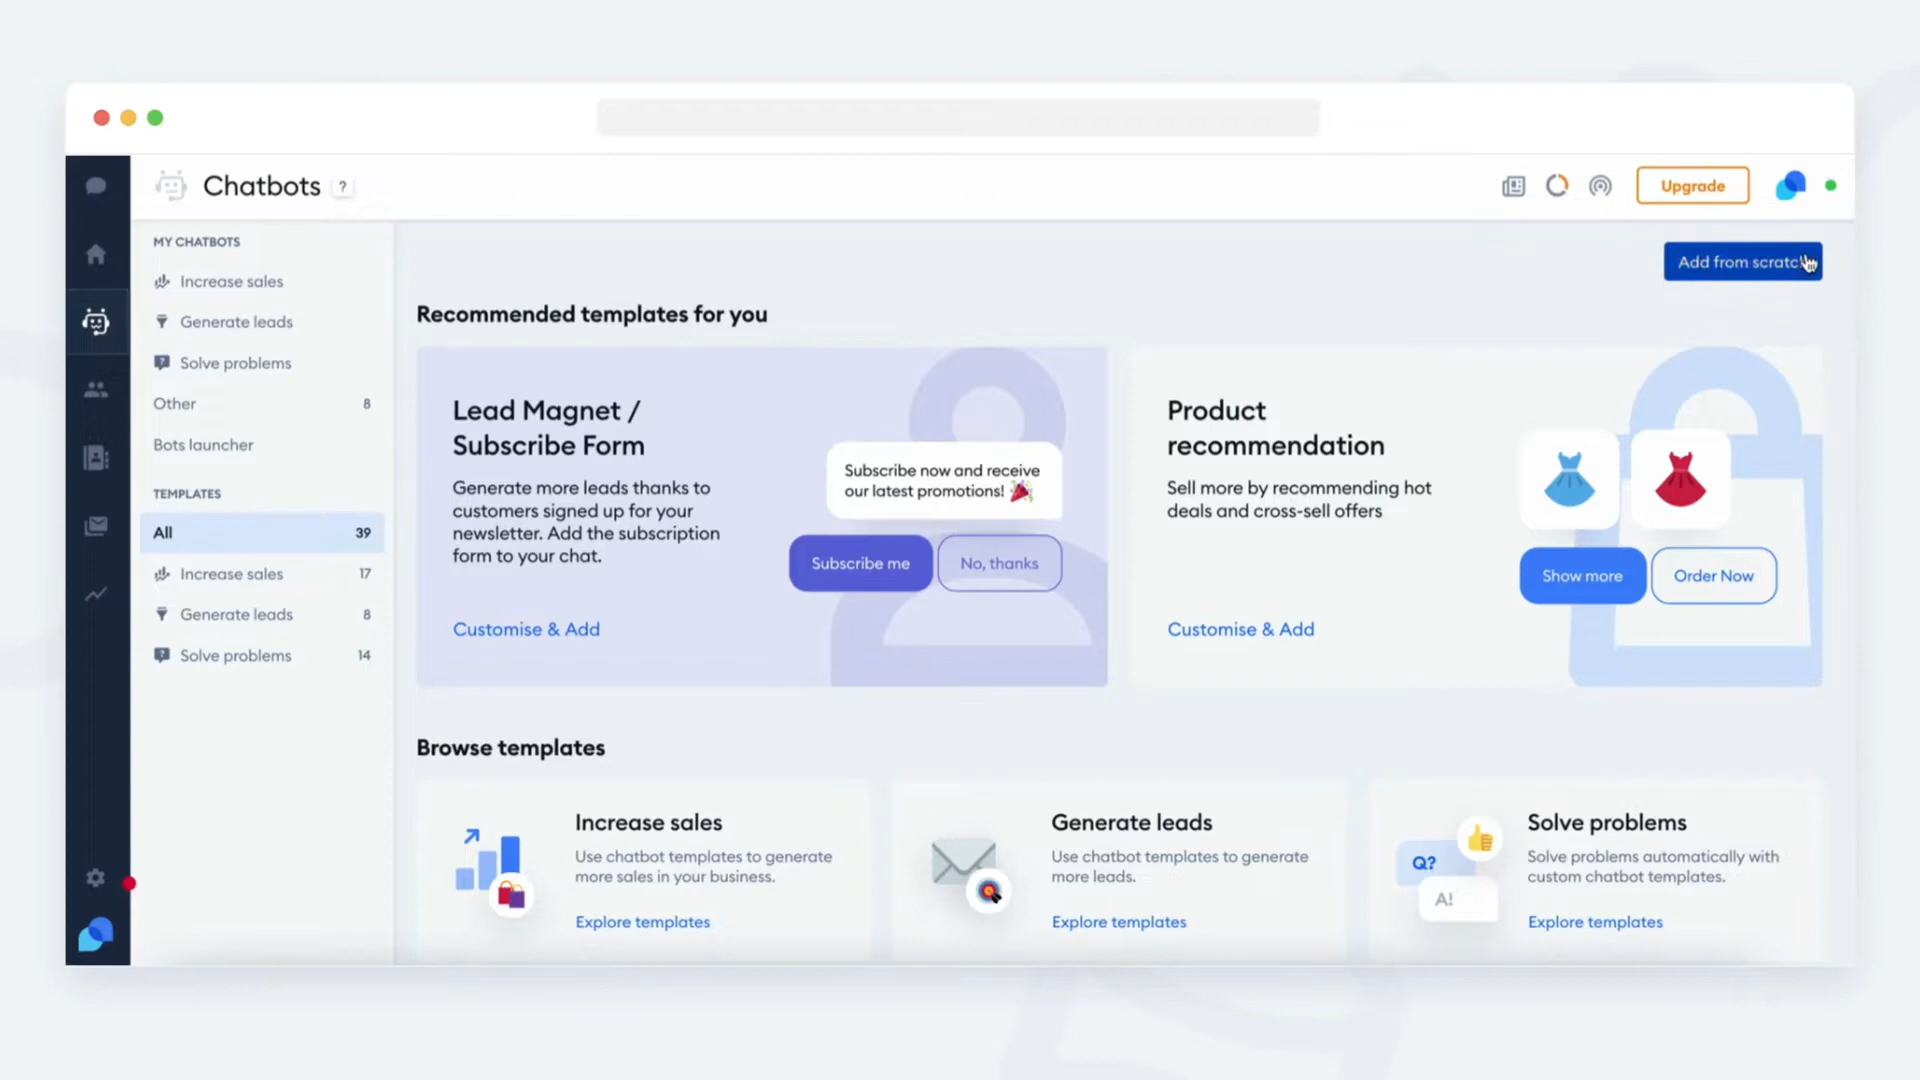 Chatbots ?
Upgrade
MY CHATBOTS
Increase sales
Generate leads
Solve problems
Other 8
Bots launcher
TEMPLATES
All 39
Increase sales 17
Generate leads 8
Solve problems 14
Add from scratch
Recommended templates for you
Lead Magnet /
Subscribe Form
Generate more leads thanks to
customers signed up for your
newsletter. Add the subscription
form to your chat.
Customise & Add
Subscribe now and receive
our latest promotions!
Subscribe me
No, thanks
Product
recommendation
Sell more by recommending hot
deals and cross-sell offers
Customise & Add
Show more
Order Now
Browse templates
Increase sales
Use chatbot templates to generate
more sales in your business.
Explore templates
Generate leads
Use chatbot templates to generate
more leads.
Explore templates
Q?
A!
Solve problems
Solve problems automatically with
custom chatbot templates.
Explore templates